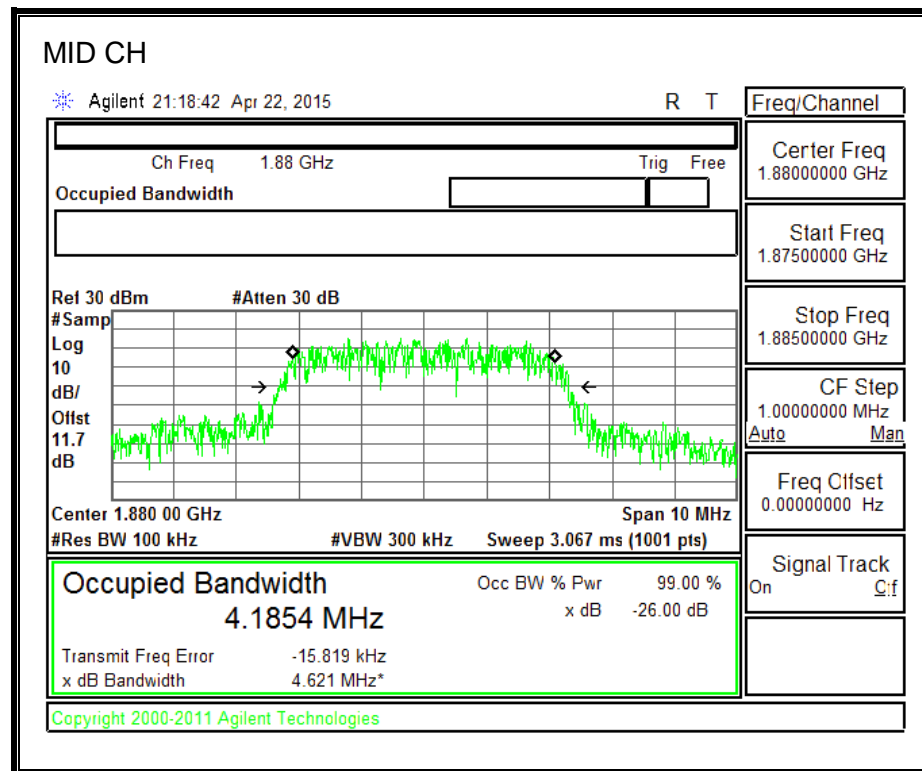 MID CH
Agilent 21:18:42 Apr 22, 2015 R T
Freq/Channel
Ch Freq 1.88 GHz Trig Free
Occupied Bandwidth
Center Freq
1.88000000 GHz
Start Freq
1.87500000 GHz
Stop Freq
1.88500000 GHz
CF Step
1.00000000 MHz
Auto Man
Freq Offset
0.00000000 Hz
Signal Track
On Off
Ref 30 dBm #Atten 30 dB
#Samp
Log
10
dB/
Offst
11.7
dB
Center 1.880 00 GHz Span 10 MHz
#Res BW 100 kHz #VBW 300 kHz Sweep 3.067 ms (1001 pts)
Occupied Bandwidth Occ BW % Pwr 99.00 %
4.1854 MHz x dB -26.00 dB
Transmit Freq Error -15.819 kHz
x dB Bandwidth 4.621 MHz*
Copyright 2000-2011 Agilent Technologies